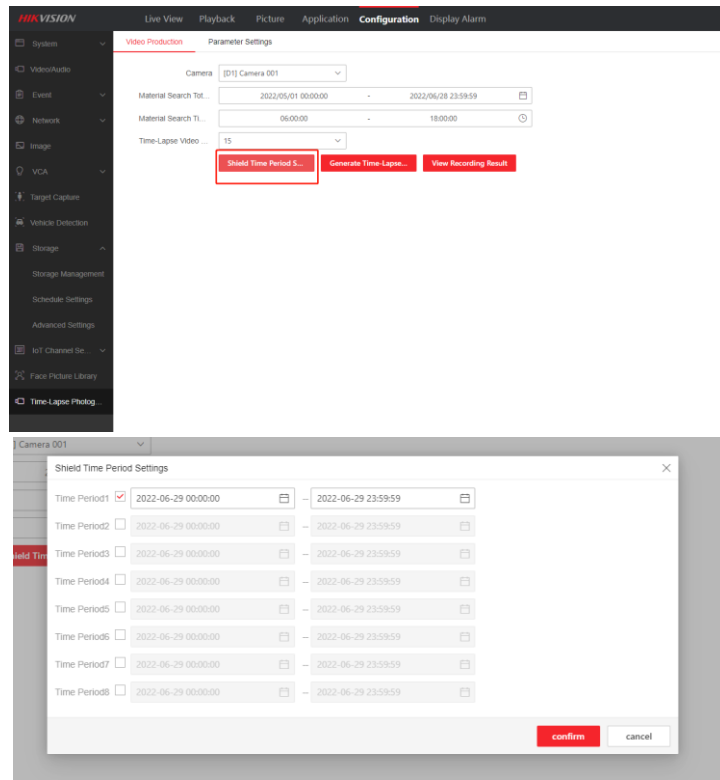 HIKVISION Live View Playback Picture Application Configuration Display Alarm
System
Video/Audio
Event
Network
Image
VCA
Target Capture
Vehicle Detection
Storage
Storage Management
Schedule Settings
Advanced Settings
IoT Channel Se...
Face Picture Library
Time-Lapse Photog...
Video Production Parameter Settings
Camera [D1] Camera 001
Material Search Tot... 2022/05/01 00:00:00 - 2022/06/28 23:59:59
Material Search Ti... 06:00:00 - 18:00:00
Time-Lapse Video ... 15
Shield Time Period S... Generate Time-Lapse... View Recording Result
] Camera 001
Shield Time Period Settings
ield Tim
Time Period1 2022-06-29 00:00:00 – 2022-06-29 23:59:59
Time Period2 2022-06-29 00:00:00 – 2022-06-29 23:59:59
Time Period3 2022-06-29 00:00:00 – 2022-06-29 23:59:59
Time Period4 2022-06-29 00:00:00 – 2022-06-29 23:59:59
Time Period5 2022-06-29 00:00:00 – 2022-06-29 23:59:59
Time Period6 2022-06-29 00:00:00 – 2022-06-29 23:59:59
Time Period7 2022-06-29 00:00:00 – 2022-06-29 23:59:59
Time Period8 2022-06-29 00:00:00 – 2022-06-29 23:59:59
confirm cancel